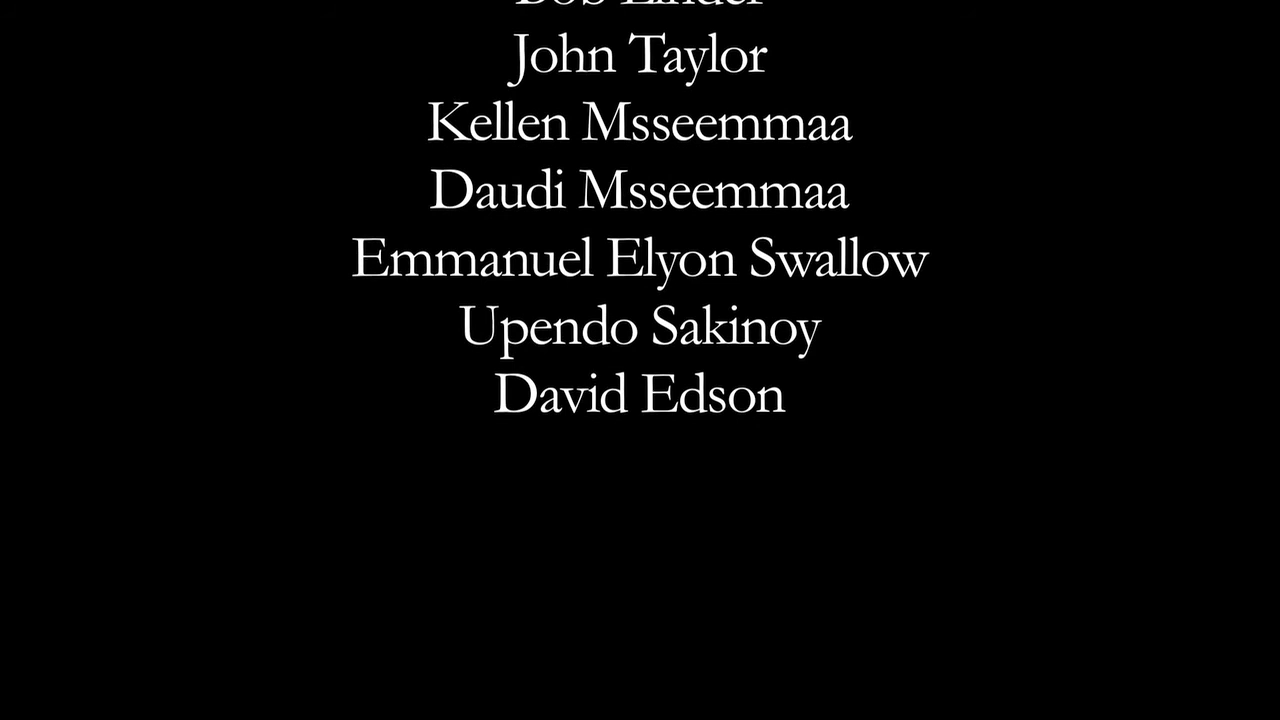 John Taylor
Kellen Msseemmaa
Daudi Msseemmaa
Emmanuel Elyon Swallow
Upendo Sakinoy
David Edson